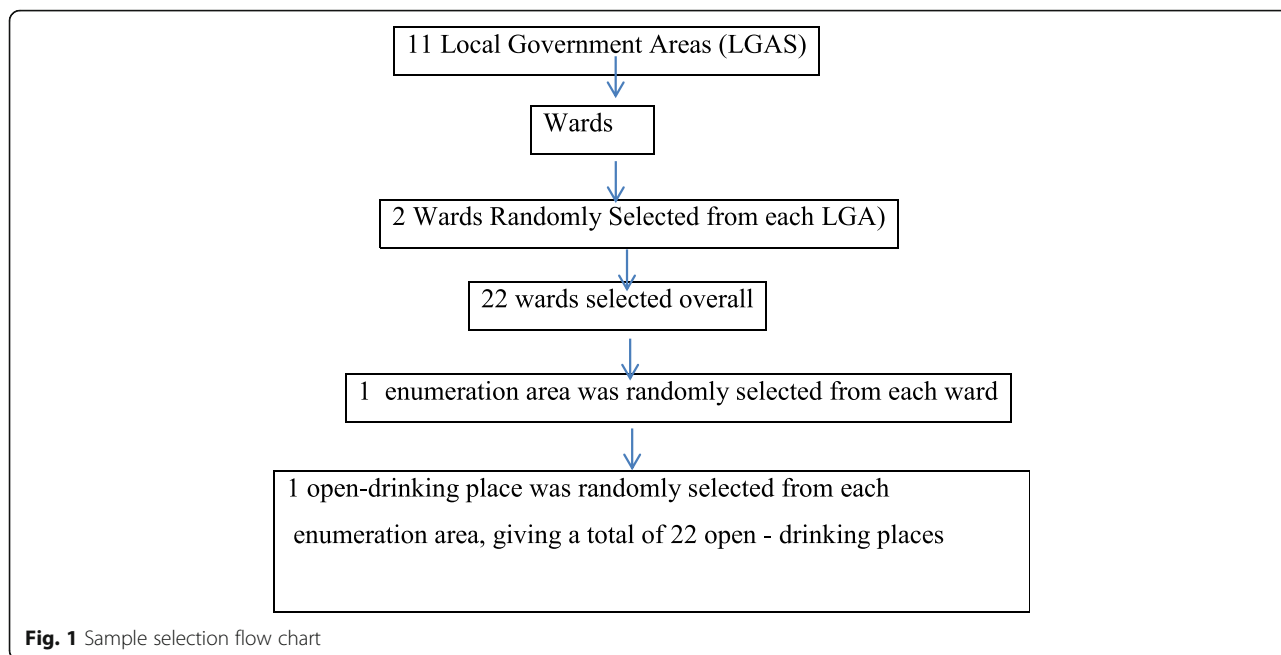 11 Local Government Areas (LGAS)
Wards
2 Wards Randomly Selected from each LGA)
22 wards selected overall
1 enumeration area was randomly selected from each ward
1 open-drinking place was randomly selected from each
enumeration area, giving a total of 22 open - drinking places
Fig. 1 Sample selection flow chart